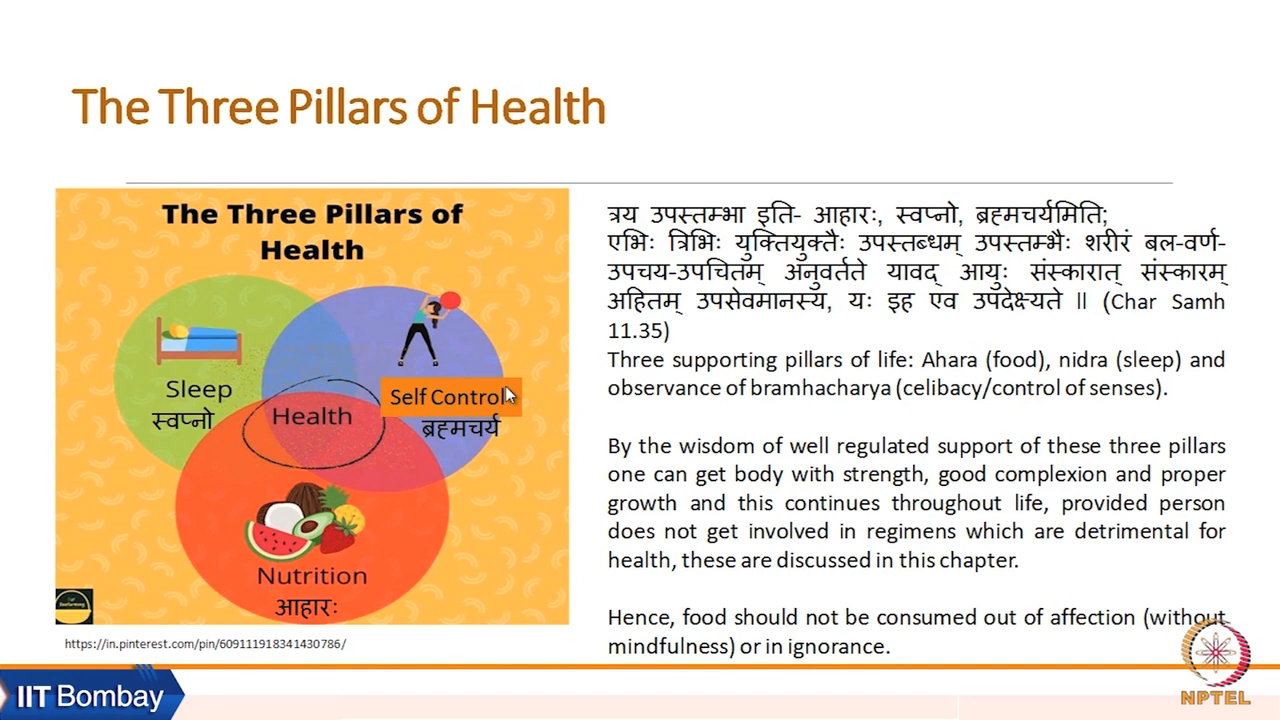 The Three Pillars of Health
The Three Pillars of
Health
Sleep
स्वप्नो
Self Control
ब्रह्मचर्य
Health
Nutrition
आहारः
https://in.pinterest.com/pin/609111918341430786/
त्रय उपस्तम्भा इति- आहारः, स्वप्नो, ब्रह्मचर्यमिति;
एभिः त्रिभिः युक्तियुक्तैः उपस्तब्धम् उपस्तम्भैः शरीरं बल-वर्ण-
उपचय-उपचितम् अनुवर्तते यावद् आयुः संस्कारात् संस्कारम्
अहितम् उपसेवमानस्य, यः इह एव उपदेक्ष्यते ॥ (Char Samh
11.35)
Three supporting pillars of life: Ahara (food), nidra (sleep) and
observance of bramhacharya (celibacy/control of senses).
By the wisdom of well regulated support of these three pillars
one can get body with strength, good complexion and proper
growth and this continues throughout life, provided person
does not get involved in regimens which are detrimental for
health, these are discussed in this chapter.
Hence, food should not be consumed out of affection (without
mindfulness) or in ignorance.
IIT Bombay
NPTEL